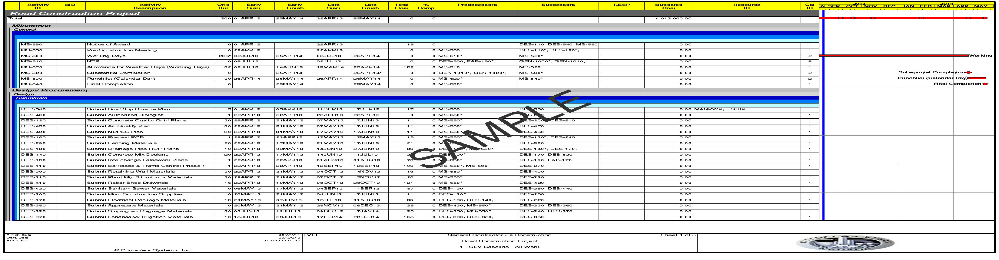 Activity ID BID Activity Description Orig Dur Early Start Early Finish Late Start Late Finish Total Float % Comp Predecessors Successors RESP Budgeted Cost Resource ID Cal ID 2013 2014
A SEP OCT NOV DEC JAN FEB MAR APR MAY J
Road Construction Project
Total 300 01APR13 25MAY14 22APR13 25MAY14 0 0 4,013,000.00 1
Milestones
General
MS-560 Notice of Award 0 01APR13 22APR13 15 0 DES-110, DES-540, MS-550 0.00 1
MS-550 Pre-Construction Meeting 0 22APR13 22APR13 0 0 MS-560 DES-110*, DES-120*, 0.00 1
MS-500 Working Days 298* 02JUL13 25APR14 02JUL13 25APR14 0 0 MS-510* MS-520* 0.00 2 Working
MS-510 NTP 0 02JUL13 02JUL13 0 0 DES-500, FAB-180*, GEN-1000*, GEN-1010, 0.00 2
MS-570 Allowance for Weather Days (Working Days) 32 02JUL13 14AUG13 13MAR14 25APR14 182 0 MS-510 MS-520 0.00 1
MS-520 Substantial Completion 0 25APR14 25APR14* 0 0 GEN-1010*, GEN-1020*, MS-530* 0.00 2 Substantial Completion
MS-530 Punchlist (Calendar Day) 30 26APR14 25MAY14 26APR14 25MAY14 0 0 MS-520* MS-540* 0.00 2 Punchlist (Calendar Day)
MS-540 Final Completion 0 23MAY14 23MAY14 0 0 MS-530* 0.00 1 Final Completion
Design/ Procurement
Design
Submittals
DES-540 Submit Bus Stop Closure Plan 5 01APR13 05APR13 11SEP13 17SEP13 117 0 MS-560 DES-550 0.00 MANPWR, EQUIP 1
DES-490 Submit Authorized Biologist 1 22APR13 22APR13 22APR13 22APR13 0 0 MS-550* 0.00 1
DES-120 Submit Concrete Quality Cntrl Plans 30 22APR13 31MAY13 07MAY13 17JUN13 11 0 MS-550* DES-200*, DES-210 0.00 1
DES-450 Submit Air Quality Plan 30 22APR13 31MAY13 07MAY13 17JUN13 11 0 MS-550* DES-470 0.00 1
DES-460 Submit NDPES Plan 30 22APR13 31MAY13 07MAY13 17JUN13 11 0 MS-550* DES-480 0.00 1
DES-160 Submit Precast RCB 1 22APR13 22APR13 13MAY13 13MAY13 15 0 MS-550* DES-130*, DES-240 0.00 1
DES-290 Submit Fencing Materials 20 22APR13 17MAY13 21MAY13 17JUN13 21 0 DES-300 0.00 1
DES-130 Submit Drainage Pipe RCP Plans 10 22APR13 03MAY13 14JUN13 27JUN13 39 0 MS-550* DES-140*, DES-170, 0.00 1
DES-140 Submit Concrete Mix Designs 20 22APR13 17MAY13 14JUN13 11JUL13 0 DES-130* DES-170, DES-530, 0.00 1
DES-150 Submit Interchange Falsework Plans 1 22APR13 22APR13 01AUG13 01AUG13 73 0 MS-550* DES-190, FAB-170 0.00 1
DES-110 Submit Barricade & Traffic Control Phase 1 1 22APR13 22APR13 12SEP13 12SEP13 103 0 MS-550*, MS-560 DES-270 0.00 1
DES-390 Submit Retaining Wall Materials 30 22APR13 31MAY13 04OCT13 14NOV13 119 0 MS-550* DES-400 0.00 1
DES-310 Submit Plant Mix Bituminous Materials 30 22APR13 31MAY13 07OCT13 15NOV13 120 0 MS-550* DES-320 0.00 1
DES-410 Submit Rebar Shop Drawings 15 22APR13 10MAY13 08OCT13 28OCT13 121 0 MS-550* DES-420 0.00 1
DES-430 Submit Sanitary Sewer Materials 10 06MAY13 17MAY13 04SEP13 17SEP13 87 0 DES-130 DES-350, DES-440 0.00 1
DES-200 Submit Misc Construction Supplies 10 20MAY13 31MAY13 04JUN13 17JUN13 11 0 DES-120* DES-280 0.00 1
DES-170 Submit Electrical Package Materials 15 20MAY13 07JUN13 12JUL13 01AUG13 39 0 DES-130, DES-140, DES-220 0.00 1
DES-350 Submit Aggregate Materials 10 20MAY13 31MAY13 25NOV13 06DEC13 135 0 DES-430, MS-550* DES-330, DES-360, 0.00 1
DES-330 Submit Striping and Signage Materials 30 03JUN13 12JUL13 09DEC13 17JAN14 135 0 DES-350, MS-550* DES-340, DES-370 0.00 1
DES-370 Submit Landscape/ Irrigation Materials 10 15JUL13 26JUL13 17FEB14 28FEB14 155 0 DES-330, DES-350, DES-380 0.00 1
SAMPLE
Finish Date 25MAY14
Data Date 30AUG13
Run Date 07MAY13 07:20
© Primavera Systems, Inc.
LVBL General Contractor - X Construction Sheet 1 of 5
Road Construction Project
1 - CLV Baseline - All Work
CITY OF LAS VEGAS
NEVADA